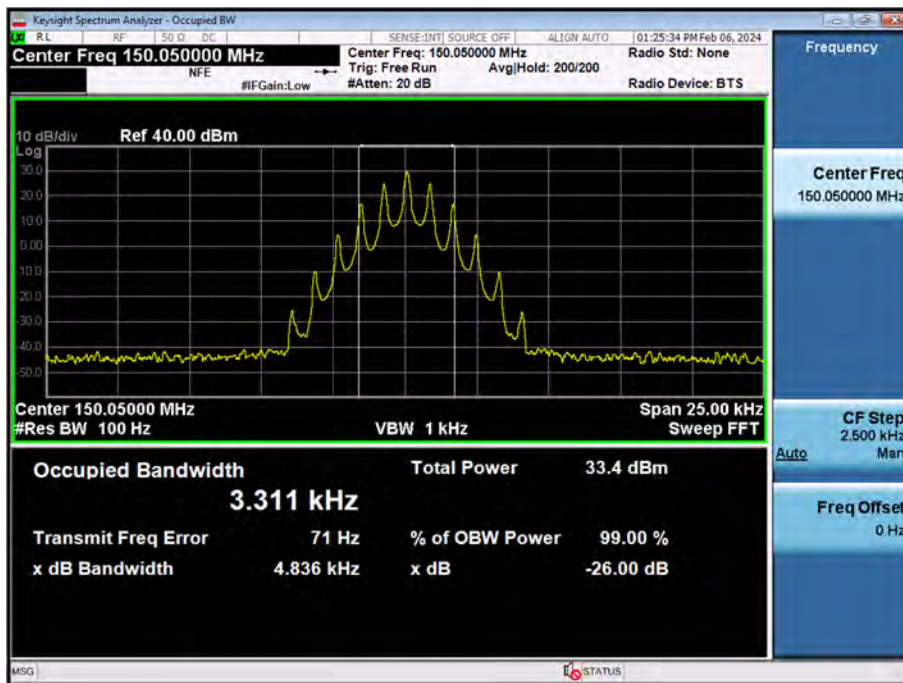 Keysight Spectrum Analyzer - Occupied BW
LXI RL RF 50 Ω DC SENSE:INT SOURCE OFF ALIGN AUTO 01:25:34 PM Feb 06, 2024
Center Freq 150.050000 MHz
NFE
#IFGain:Low
Center Freq: 150.050000 MHz
Trig: Free Run Avg|Hold: 200/200
#Atten: 20 dB
Radio Std: None
Radio Device: BTS
10 dB/div Ref 40.00 dBm
Log
30.0
20.0
10.0
0.00
-10.0
-20.0
-30.0
-40.0
-50.0
Center 150.05000 MHz Span 25.00 kHz
#Res BW 100 Hz VBW 1 kHz Sweep FFT
Occupied Bandwidth Total Power 33.4 dBm
3.311 kHz
Transmit Freq Error 71 Hz % of OBW Power 99.00 %
x dB Bandwidth 4.836 kHz x dB -26.00 dB
Frequency
Center Freq
150.050000 MHz
CF Step
2.500 kHz
Auto Man
Freq Offset
0 Hz
MSG STATUS